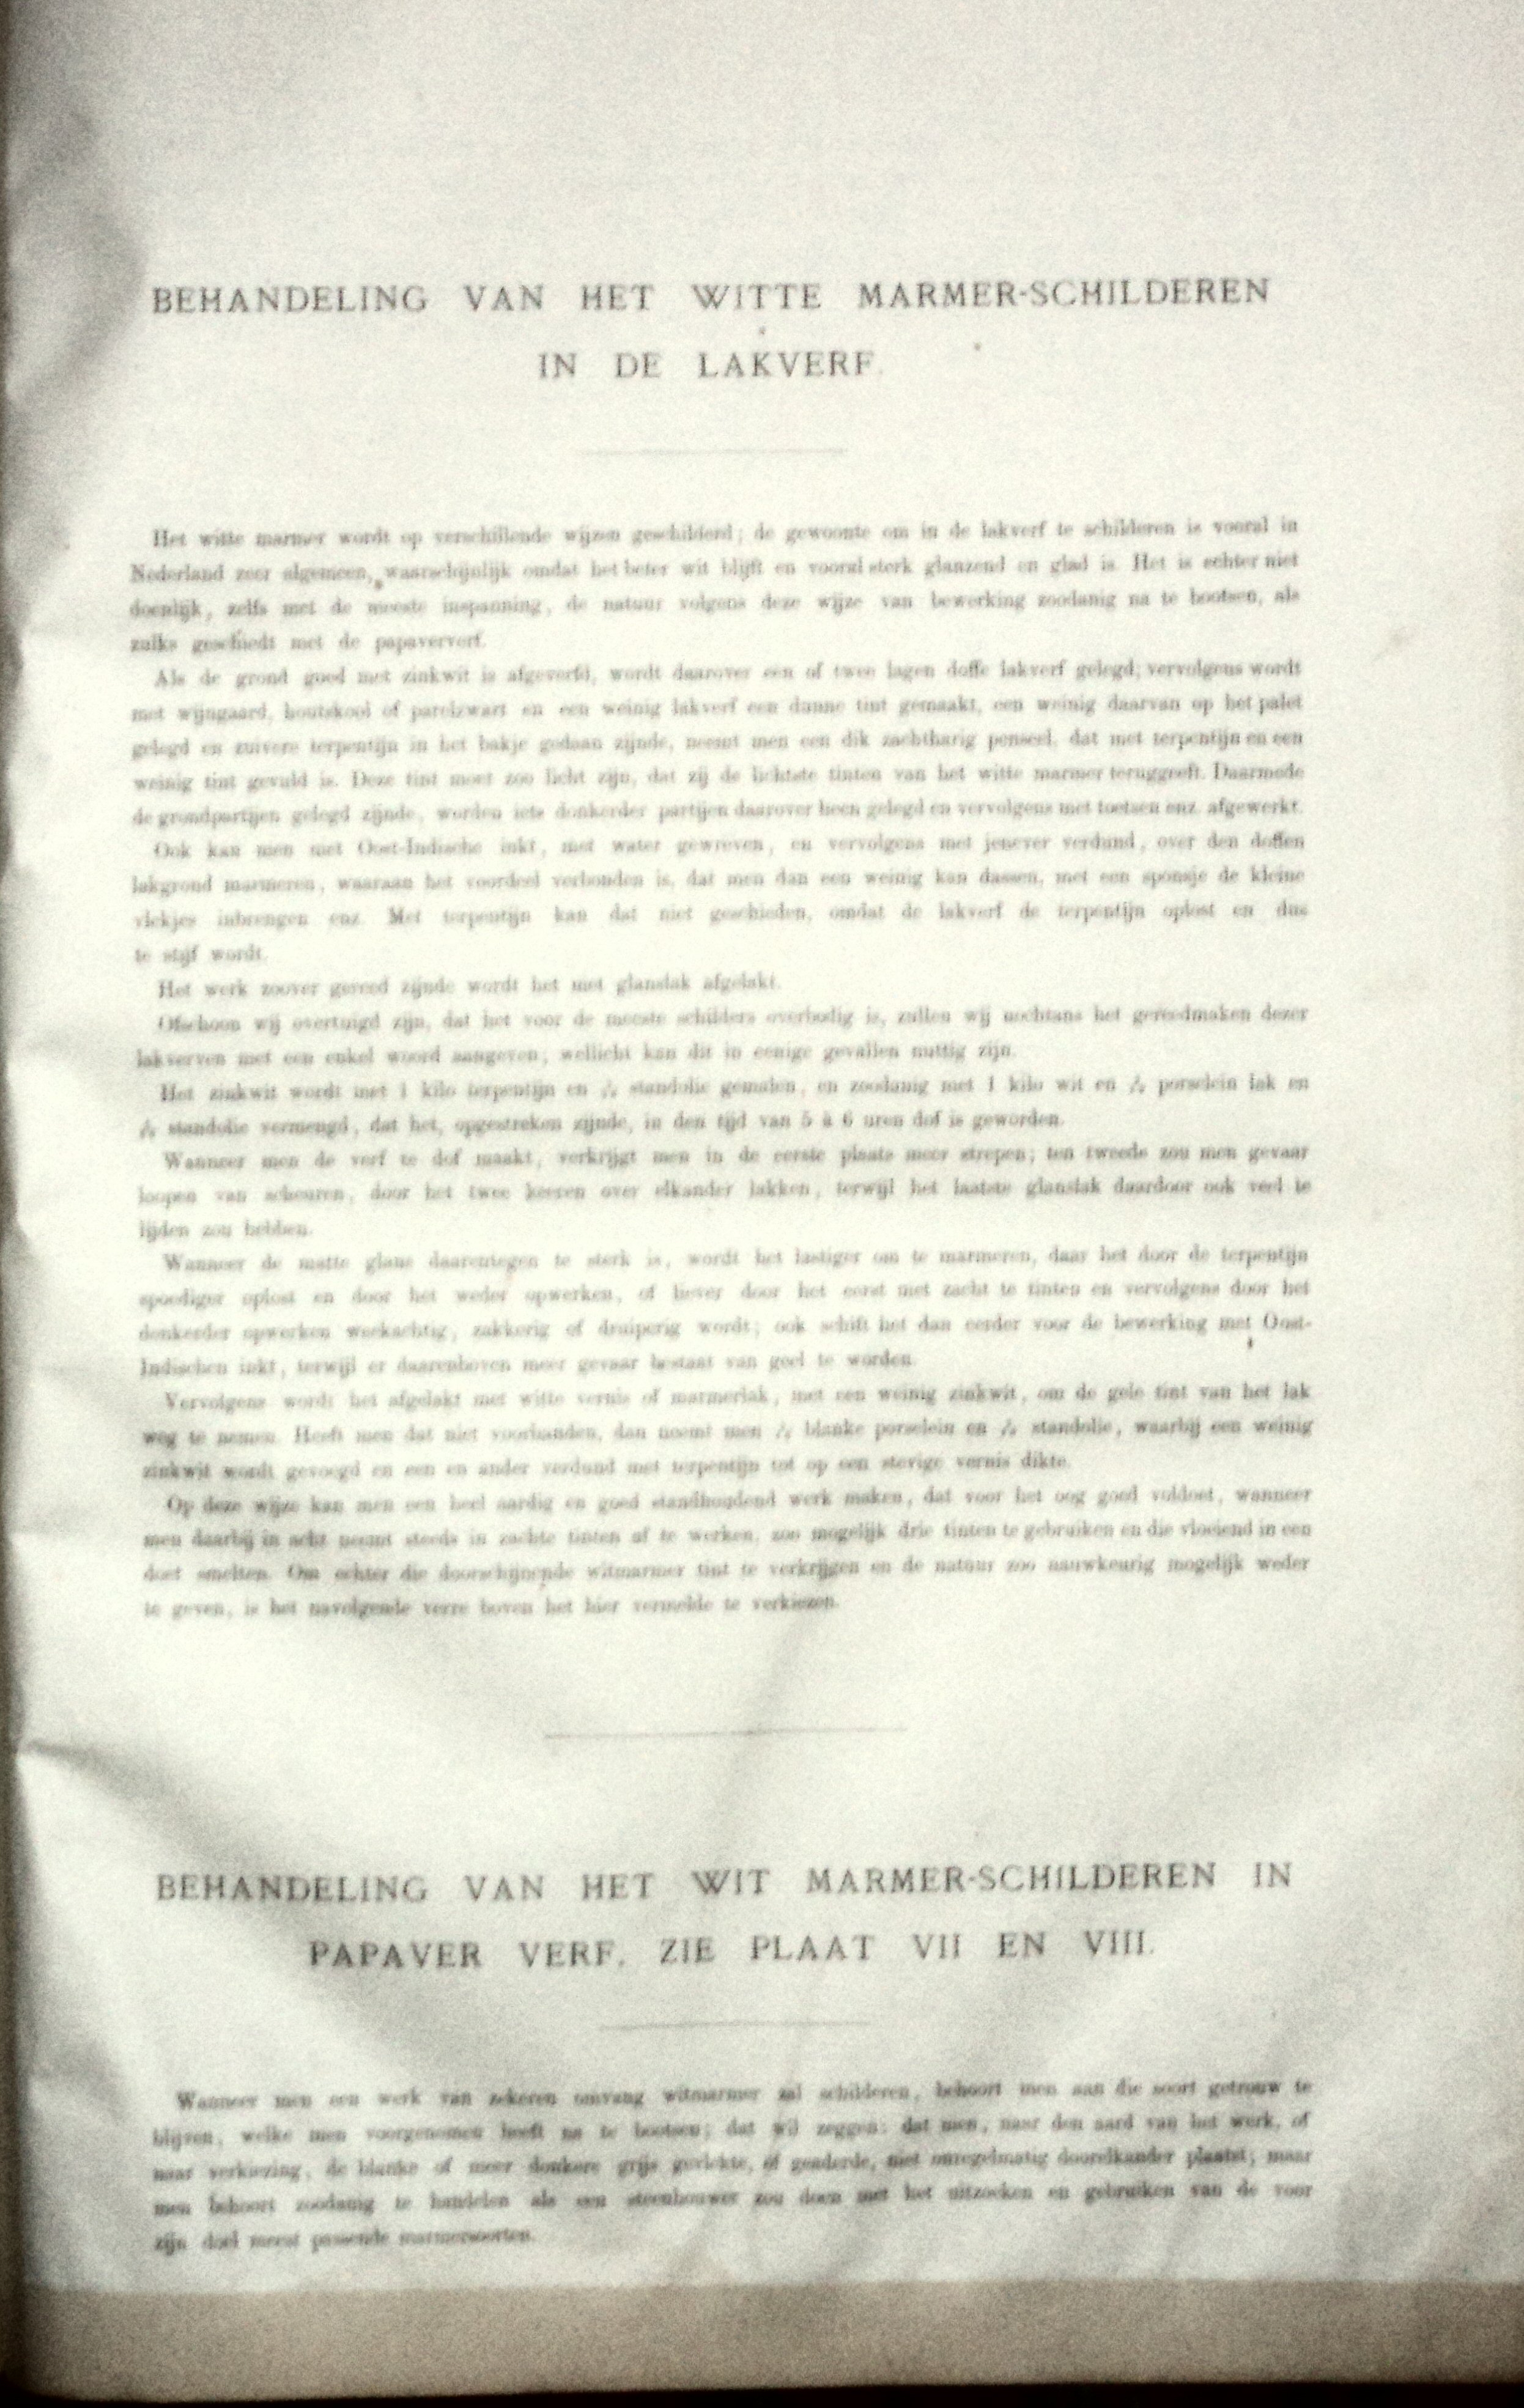 BEHANDELING VAN HET WITTE MARMER-SCHILDEREN
IN DE LAKVERF.
Het witte marmer wordt op verschillende wijzen geschilderd; de gewoonte om in de lakverf te schilderen is vooral in
Nederland zeer algemeen, waarschijnlijk omdat het beter wit blijft en vooral sterk glanzend en glad is. Het is echter niet
doenlijk, zelfs met de meeste inspanning, de natuur volgens deze wijze van bewerking zoodanig na te bootsen, als
zulks geschiedt met de papaververf.
Als de grond goed met zinkwit is afgeverfd, wordt daarover een of twee lagen doffe lakverf gelegd; vervolgens wordt
met wijngaard, houtskool of parelzwart en een weinig lakverf een dunne tint gemaakt, een weinig daarvan op het palet
gelegd en zuivere terpentijn in het bakje gedaan zijnde, neemt men een dik zachtharig penseel, dat met terpentijn en een
weinig tint gevuld is. Deze tint moet zoo licht zijn, dat zij de lichtste tinten van het witte marmer teruggeeft. Daarmede
de grondpartijen gelegd zijnde, worden iets donkerder partijen daarover heen gelegd en vervolgens met toetsen enz. afgewerkt.
Ook kan men met Oost-Indische inkt, met water gewreven, en vervolgens met jenever verdund, over den doffen
lakgrond marmeren, waaraan het voordeel verbonden is, dat men dan een weinig kan dassen, met een sponsje de kleine
vlekjes inbrengen enz. Met terpentijn kan dat niet geschieden, omdat de lakverf de terpentijn oplost en dus
te stijf wordt.
Het werk zoover gereed zijnde wordt het met glanslak afgelakt.
Ofschoon wij overtuigd zijn, dat het voor de meeste schilders overbodig is, zullen wij nochtans het gereedmaken dezer
lakverven met een enkel woord aangeven, wellicht kan dit in eenige gevallen nuttig zijn.
Het zinkwit wordt met 1 kilo terpentijn en standolie gemalen, en zoodanig met 1 kilo wit en porselein lak en
standolie vermengd, dat het, opgestreken zijnde, in den tijd van 5 à 6 uren dof is geworden.
Wanneer men de verf te dof maakt, verkrijgt men in de eerste plaats meer strepen; ten tweede zou men gevaar
loopen van scheuren, door het twee keeren over elkander lakken, terwijl het laatste glanslak daardoor ook veel te
lijden zou hebben.
Wanneer de matte glans daarentegen te sterk is, wordt het lastiger om te marmeren, daar het door de terpentijn
spoediger oplost en door het weder opwerken, of liever door het eerst met zacht te tinten en vervolgens door het
donkerder opwerken weekachtig, zakkerig of druiperig wordt; ook schift het dan eerder voor de bewerking met Oost-
Indischen inkt, terwijl er daarenboven meer gevaar bestaat van geel te worden.
Vervolgens wordt het afgelakt met witte vernis of marmerlak, met een weinig zinkwit, om de gele tint van het lak
weg te nemen. Heeft men dat niet voorhanden, dan neemt men blanke porselein en standolie, waarbij een weinig
zinkwit wordt gevoegd en een en ander verdund met terpentijn tot op een stevige vernis dikte.
Op deze wijze kan men een heel aardig en goed standhoudend werk maken, dat voor het oog goed voldoet, wanneer
men daarbij in acht neemt steeds in zachte tinten af te werken, zoo mogelijk drie tinten te gebruiken en die vloeiend in een
doet smelten. Om echter die doorschijnende witmarmer tint te verkrijgen en de natuur zoo nauwkeurig mogelijk weder
te geven, is het navolgende verre boven het hier vermelde te verkiezen.
BEHANDELING VAN HET WIT MARMER-SCHILDEREN IN
PAPAVER VERF. ZIE PLAAT VII EN VIII.
Wanneer men een werk van zekeren omvang witmarmer zal schilderen, behoort men aan die soort getrouw te
blijven, welke men voorgenomen heeft na te bootsen; dat wil zeggen: dat men, naar den aard van het werk, of
naar verkiezing, de blanke of meer donkere grijs gevlekte, of geaderde, niet onregelmatig doorelkander plaatst; maar
men behoort zoodanig te handelen als een steenhouwer zou doen met het uitzoeken en gebruiken van de voor
zijn doel meest passende marmersoorten.